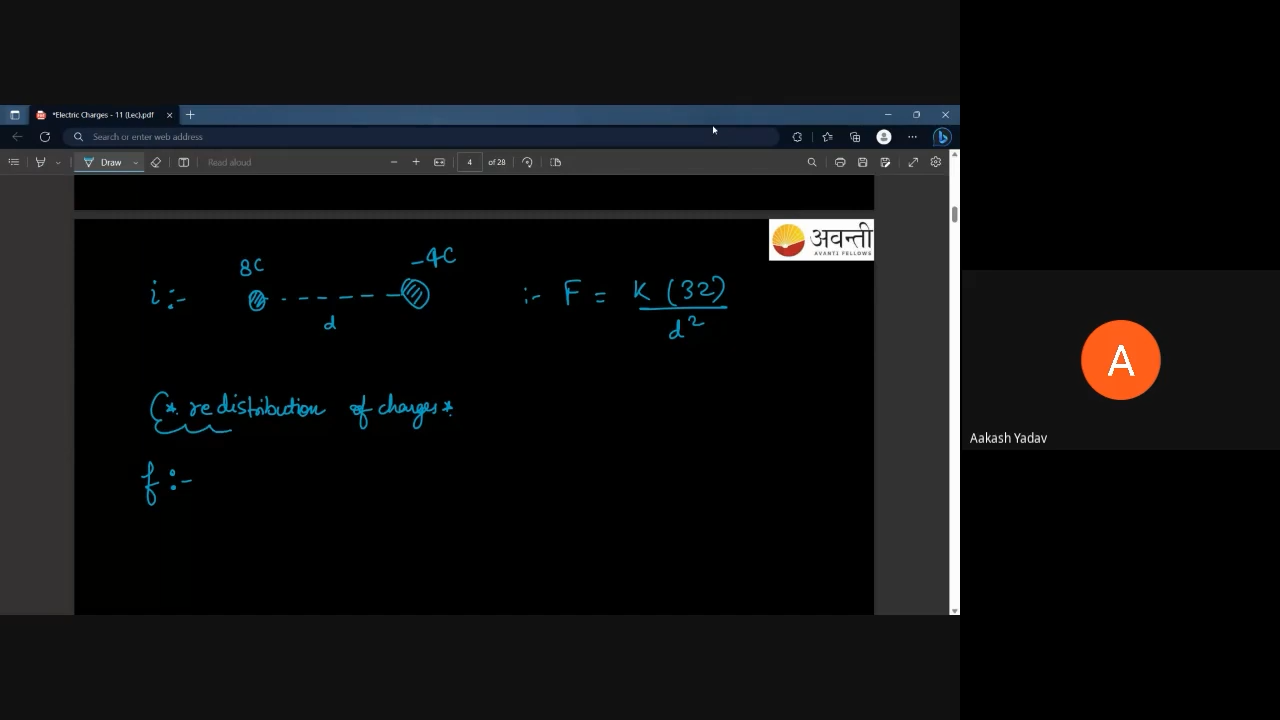 *Electric Charges - 11 (Lec).pdf
Search or enter web address
Draw
Read aloud
4 of 28
अवन्ती
AVANTI FELLOWS
8C
-4C
i :-
d
:- F = K (32) / d²
(* redistribution of charges *
f :-
A
Aakash Yadav